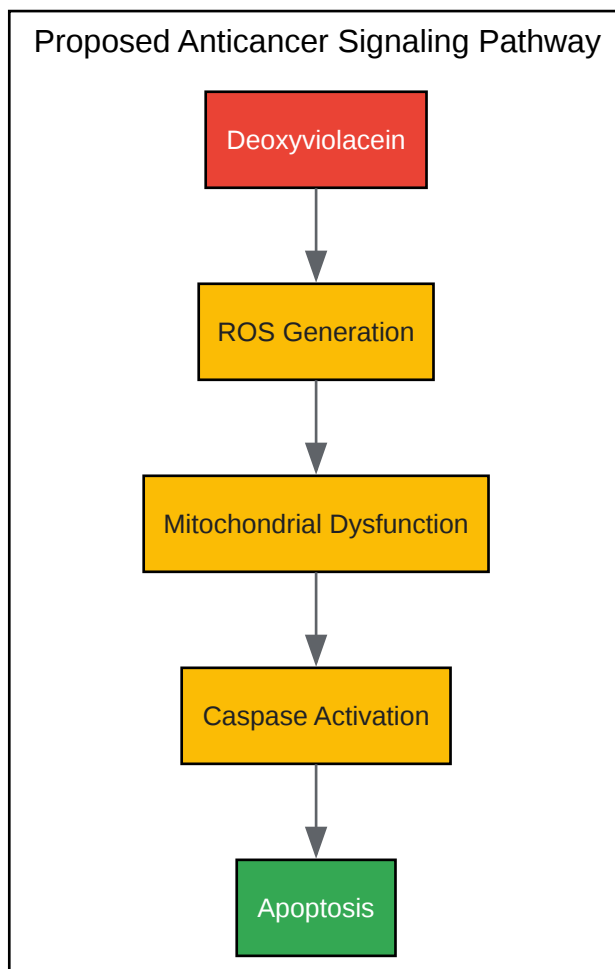 Proposed Anticancer Signaling Pathway
Deoxyviolacein
ROS Generation
Mitochondrial Dysfunction
Caspase Activation
Apoptosis